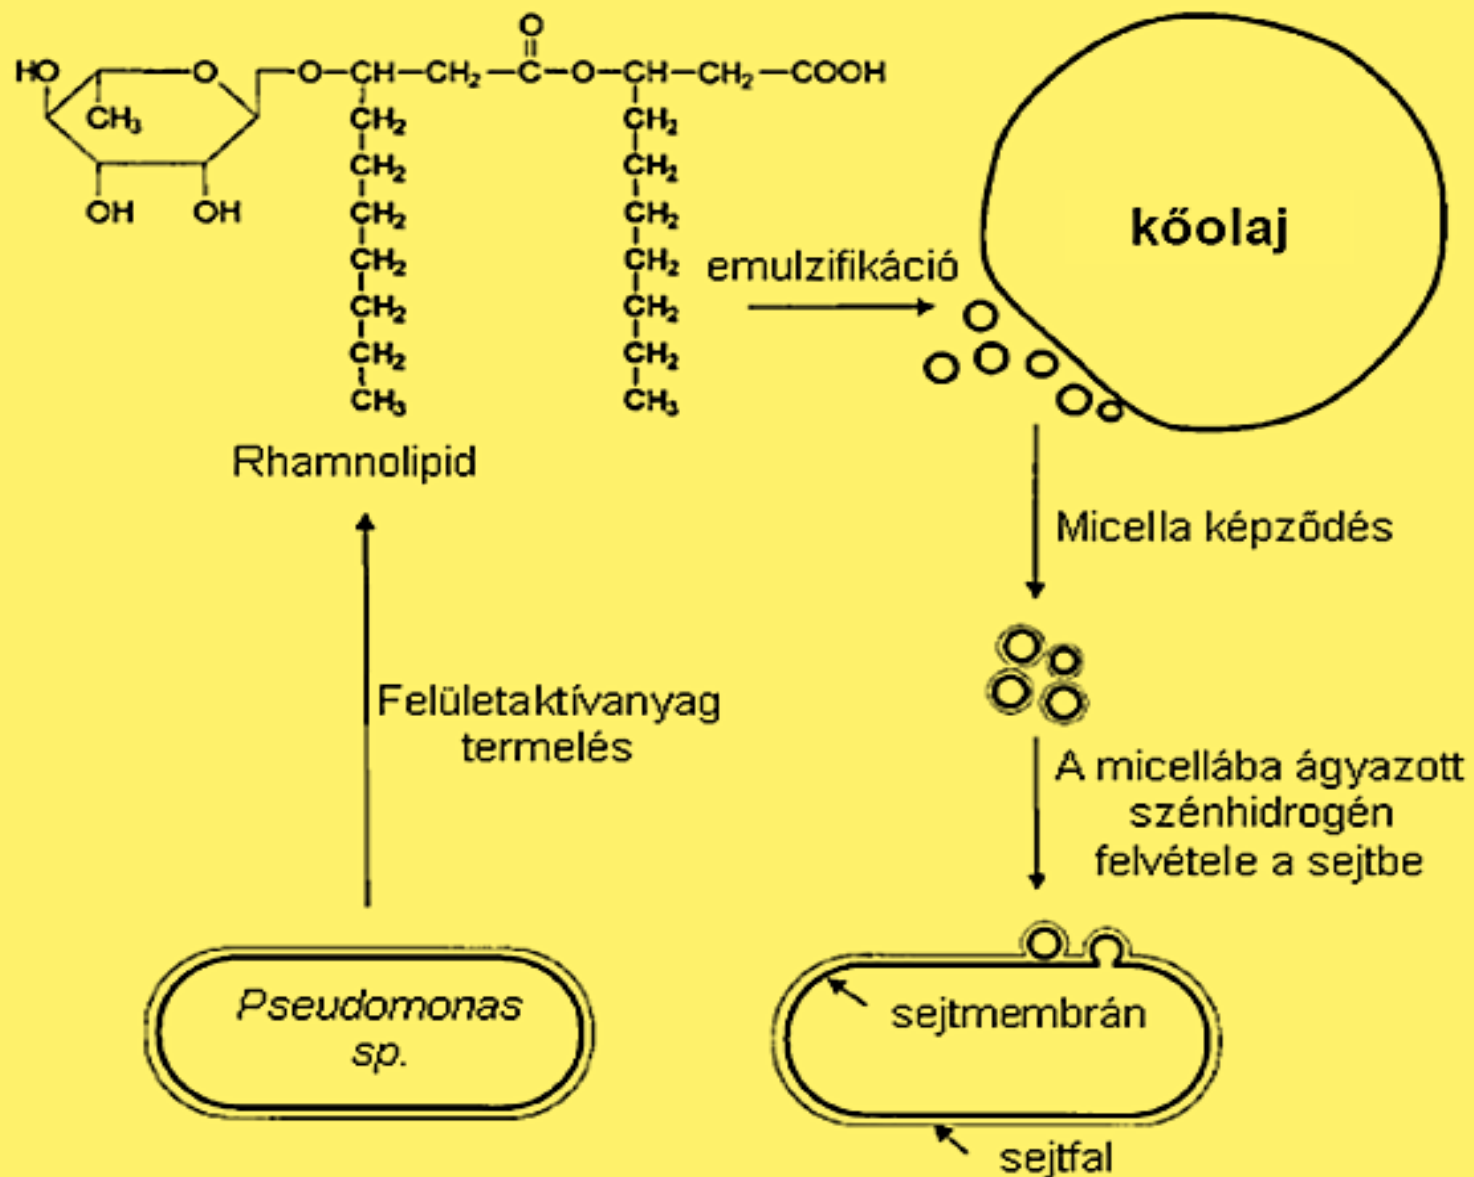 HO
O
O—CH—CH₂—C—O—CH—CH₂—COOH
O
CH₃
OH
OH
CH₂
CH₂
CH₂
CH₂
CH₂
CH₂
CH₃
CH₂
CH₂
CH₂
CH₂
CH₂
CH₂
CH₃
Rhamnolipid
emulzifikáció
kőolaj
Micella képződés
Felületaktívanyag
termelés
A micellába ágyazott
szénhidrogén
felvétele a sejtbe
Pseudomonas
sp.
sejtmembrán
sejtfal